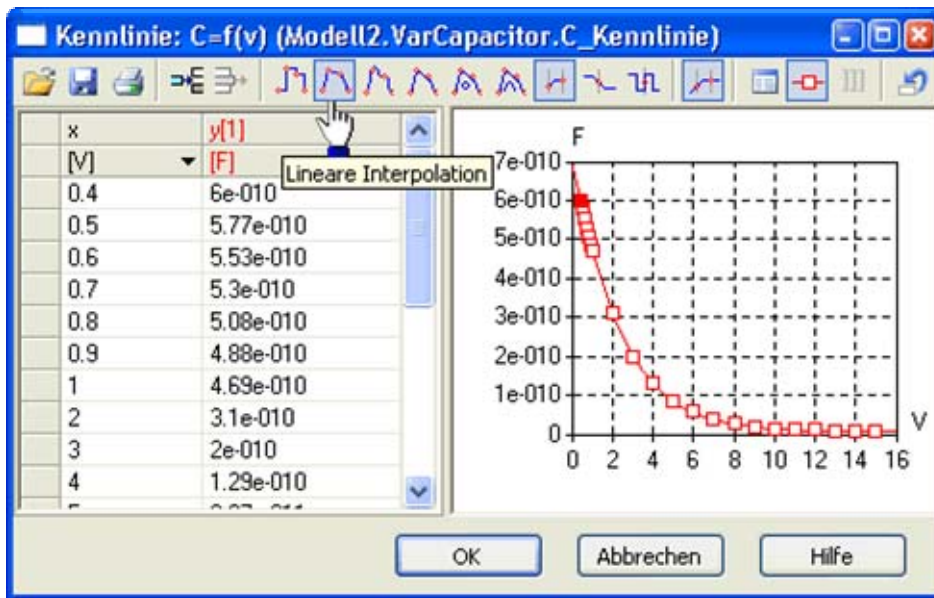 Kennlinie: C=f(v) (Modell2.VarCapacitor.C_Kennlinie)
x y[1]
[V] [F]
Lineare Interpolation
0.4 6e-010
0.5 5.77e-010
0.6 5.53e-010
0.7 5.3e-010
0.8 5.08e-010
0.9 4.88e-010
1 4.69e-010
2 3.1e-010
3 2e-010
4 1.29e-010
F
7e-010
6e-010
5e-010
4e-010
3e-010
2e-010
1e-010
0
V
0 2 4 6 8 10 12 14 16
OK Abbrechen Hilfe